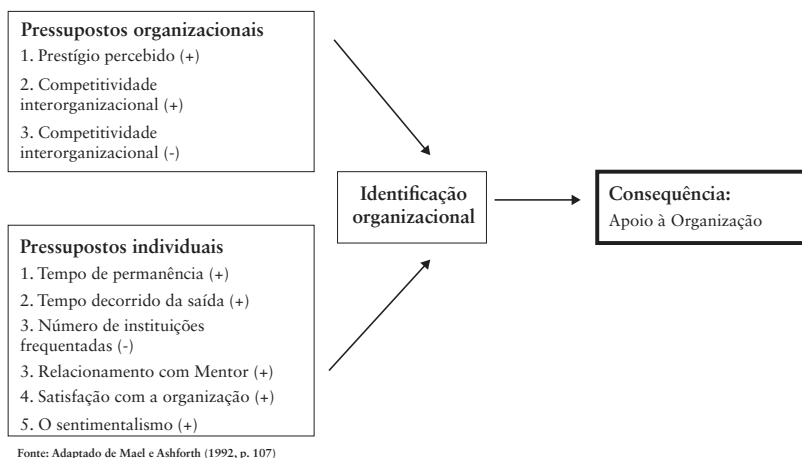 Pressupostos organizacionais
1. Prestígio percebido (+)
2. Competitividade
interorganizacional (+)
3. Competitividade
interorganizacional (-)
Identificação
organizacional
Consequência:
Apoio à Organização
Pressupostos individuais
1. Tempo de permanência (+)
2. Tempo decorrido da saída (+)
3. Número de instituições
frequentadas (-)
3. Relacionamento com Mentor (+)
4. Satisfação com a organização (+)
5. O sentimentalismo (+)
Fonte: Adaptado de Mael e Ashforth (1992, p. 107)